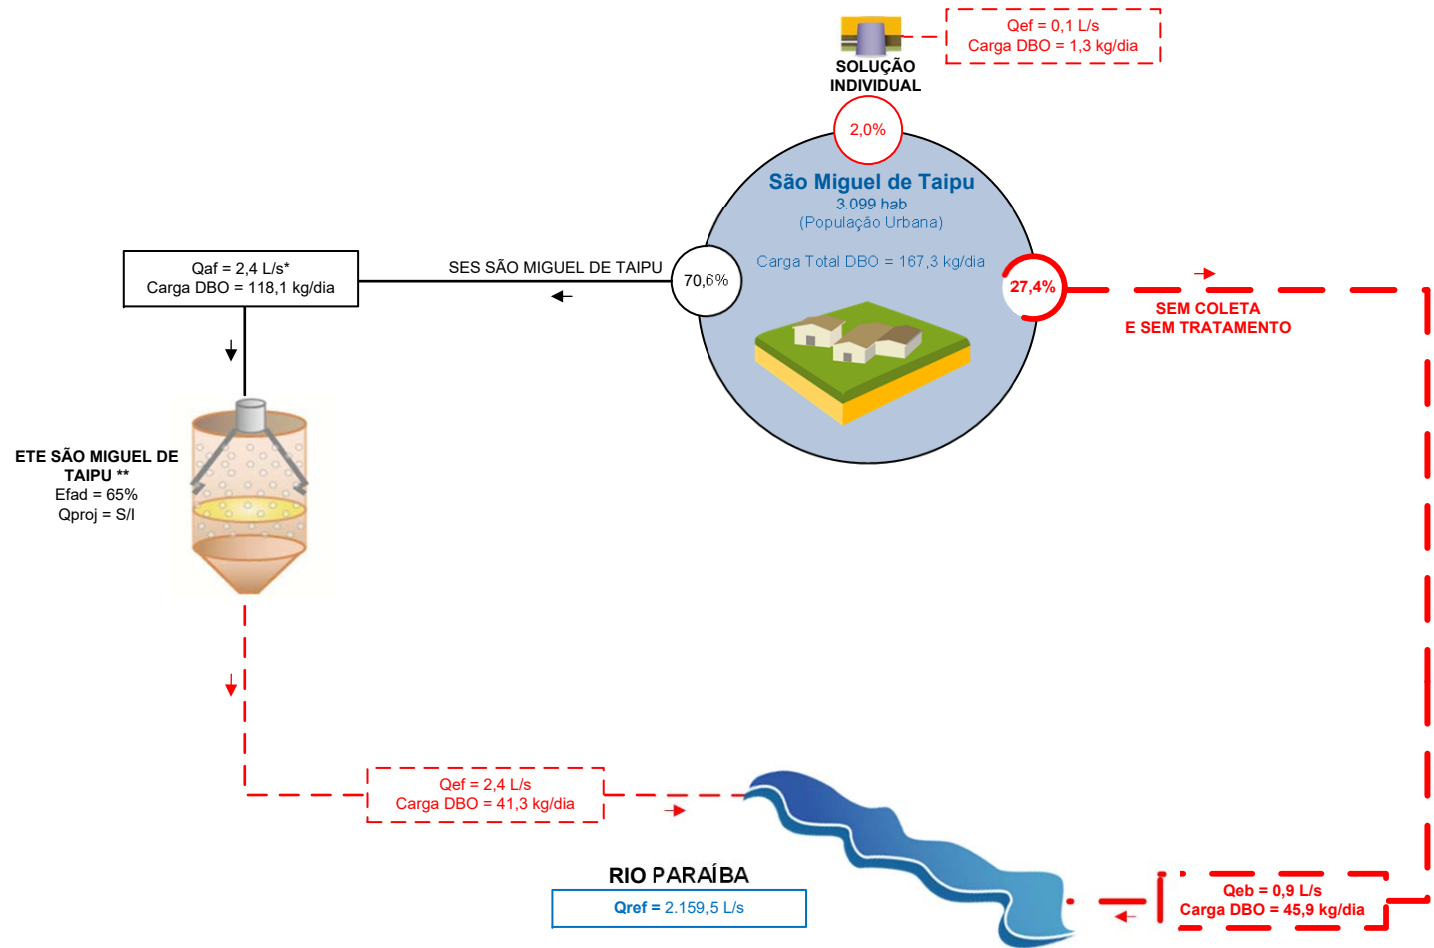 Qef = 0,1 L/s
Carga DBO = 1,3 kg/dia
SOLUÇÃO
INDIVIDUAL
2,0%
São Miguel de Taipu
3.099 hab
(População Urbana)
Carga Total DBO = 167,3 kg/dia
70,6%
27,4%
SES SÃO MIGUEL DE TAIPU
Qaf = 2,4 L/s*
Carga DBO = 118,1 kg/dia
SEM COLETA
E SEM TRATAMENTO
ETE SÃO MIGUEL DE
TAIPU **
Efad = 65%
Qproj = S/I
Qef = 2,4 L/s
Carga DBO = 41,3 kg/dia
RIO PARAÍBA
Qref = 2.159,5 L/s
Qeb = 0,9 L/s
Carga DBO = 45,9 kg/dia